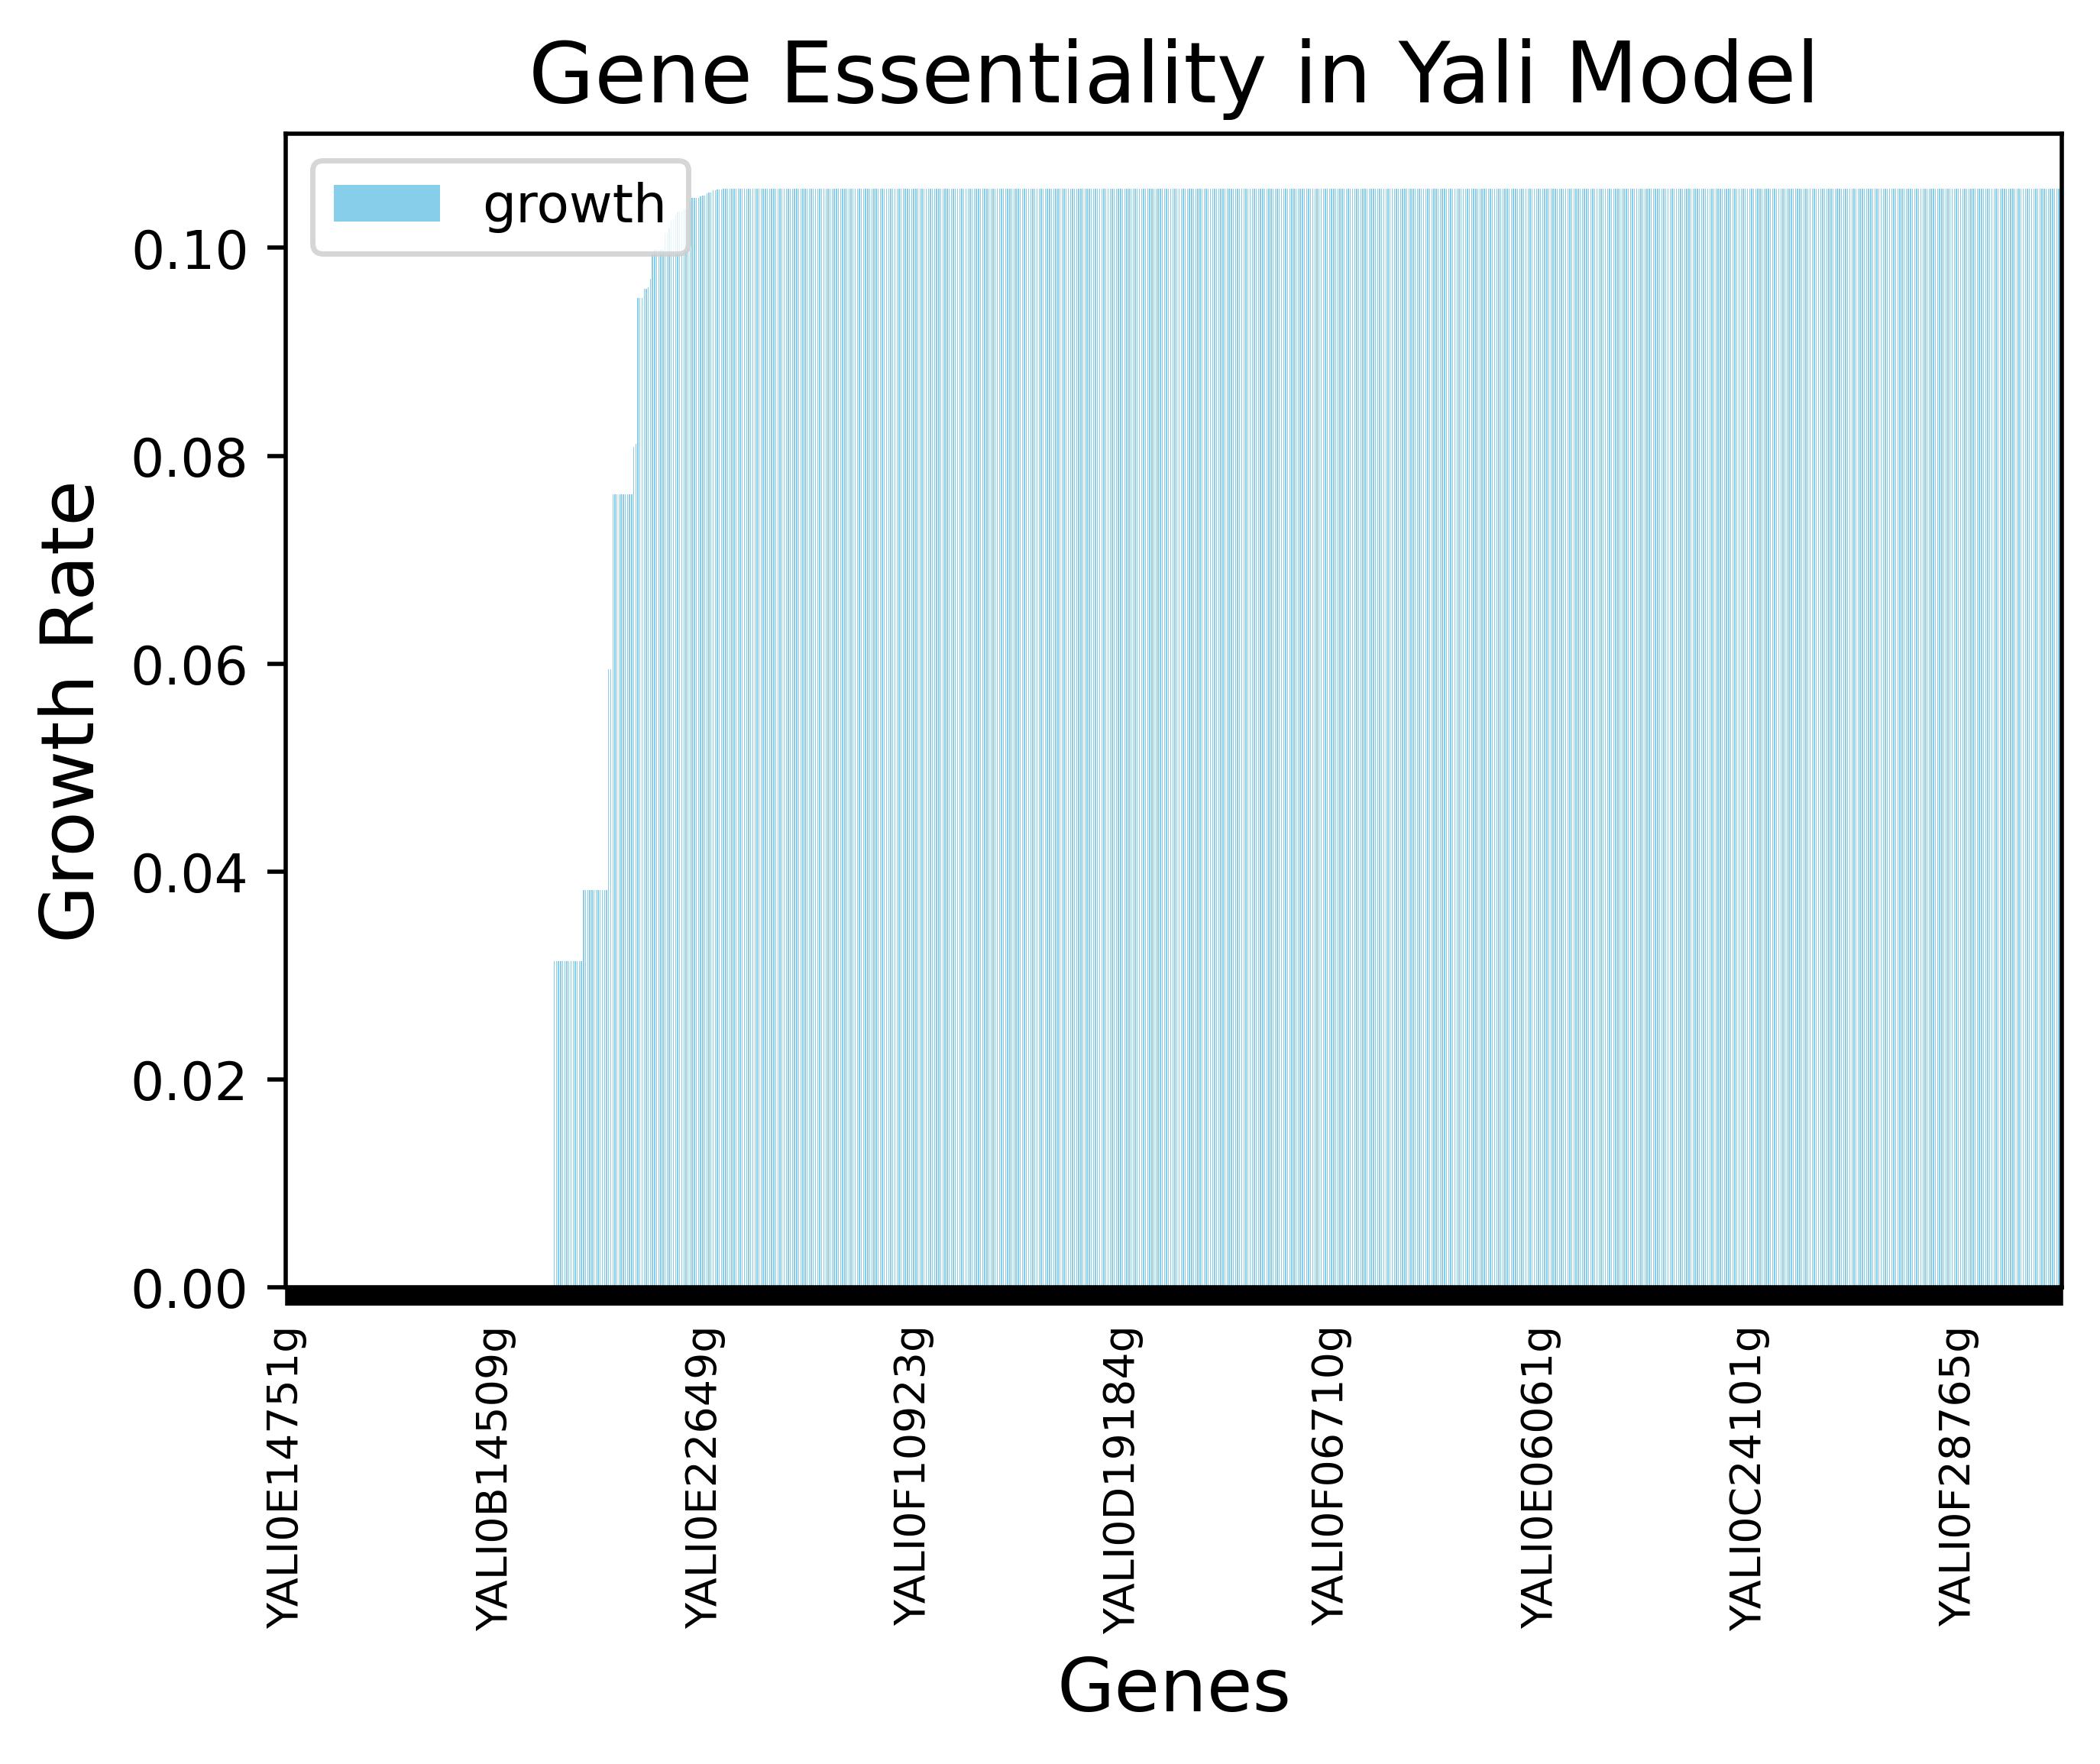 Gene Essentiality in Yali Model
growth
0.10
0.08
0.06
0.04
0.02
0.00
Growth Rate
YALI0E14751g
YALI0B14509g
YALI0E22649g
YALI0F10923g
YALI0D19184g
YALI0F06710g
YALI0E06061g
YALI0C24101g
YALI0F28765g
Genes